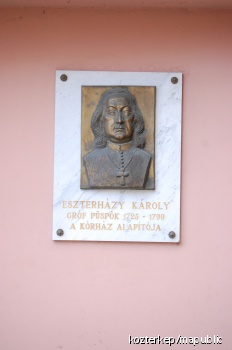 ESZTERHÁZY KÁROLY
GRÓF PÜSPÖK 1725 - 1799
A KÓRHÁZ ALAPÍTÓJA
kozterkep/mapublic